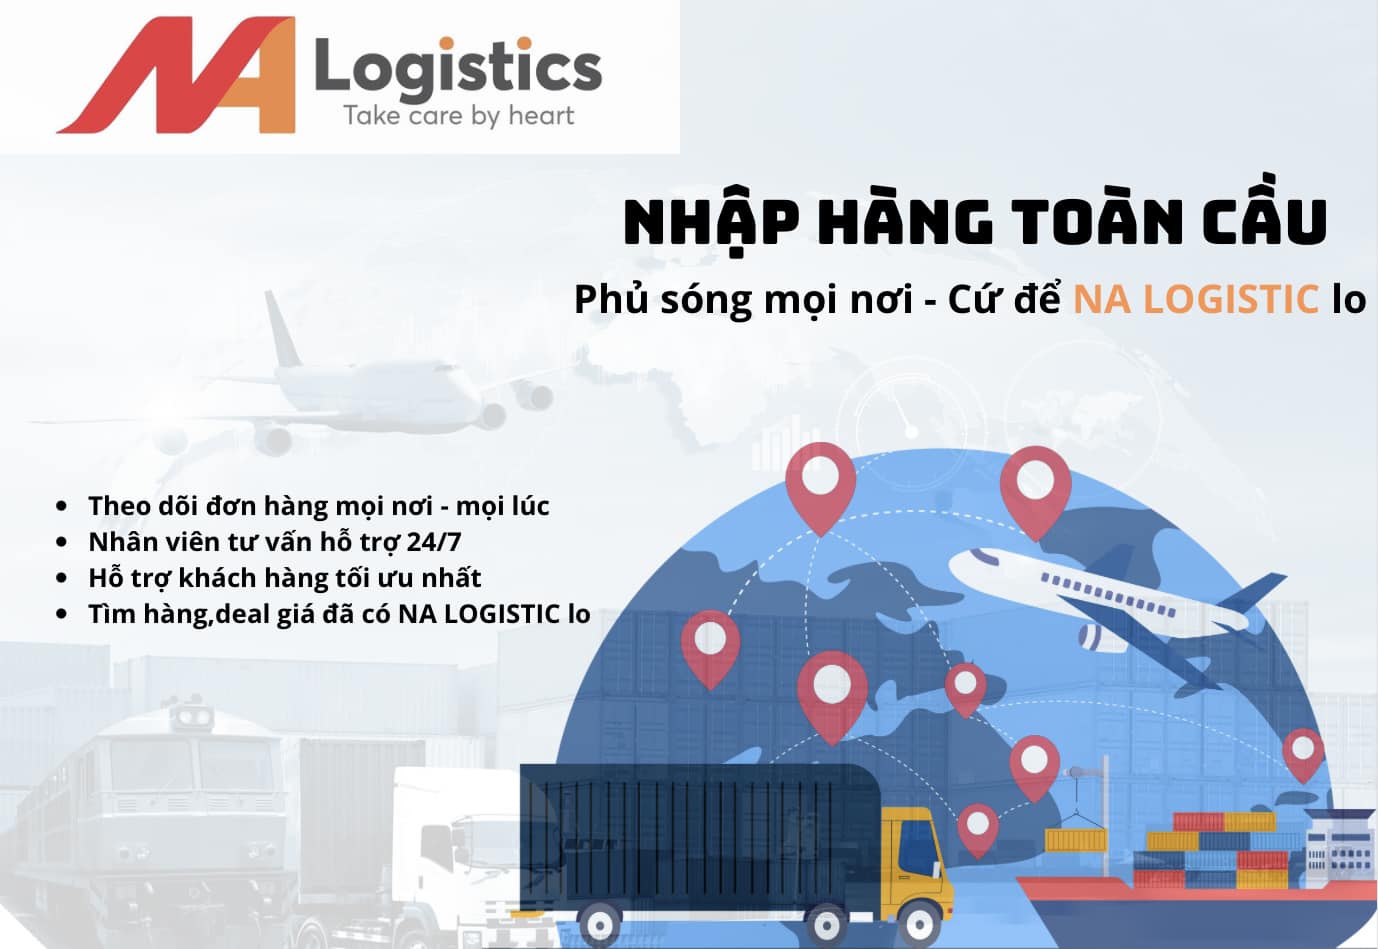 NA Logistics
Take care by heart
NHẬP HÀNG TOÀN CẦU
Phủ sóng mọi nơi - Cứ để NA LOGISTIC lo
• Theo dõi đơn hàng mọi nơi - mọi lúc
• Nhân viên tư vấn hỗ trợ 24/7
• Hỗ trợ khách hàng tối ưu nhất
• Tìm hàng,deal giá đã có NA LOGISTIC lo